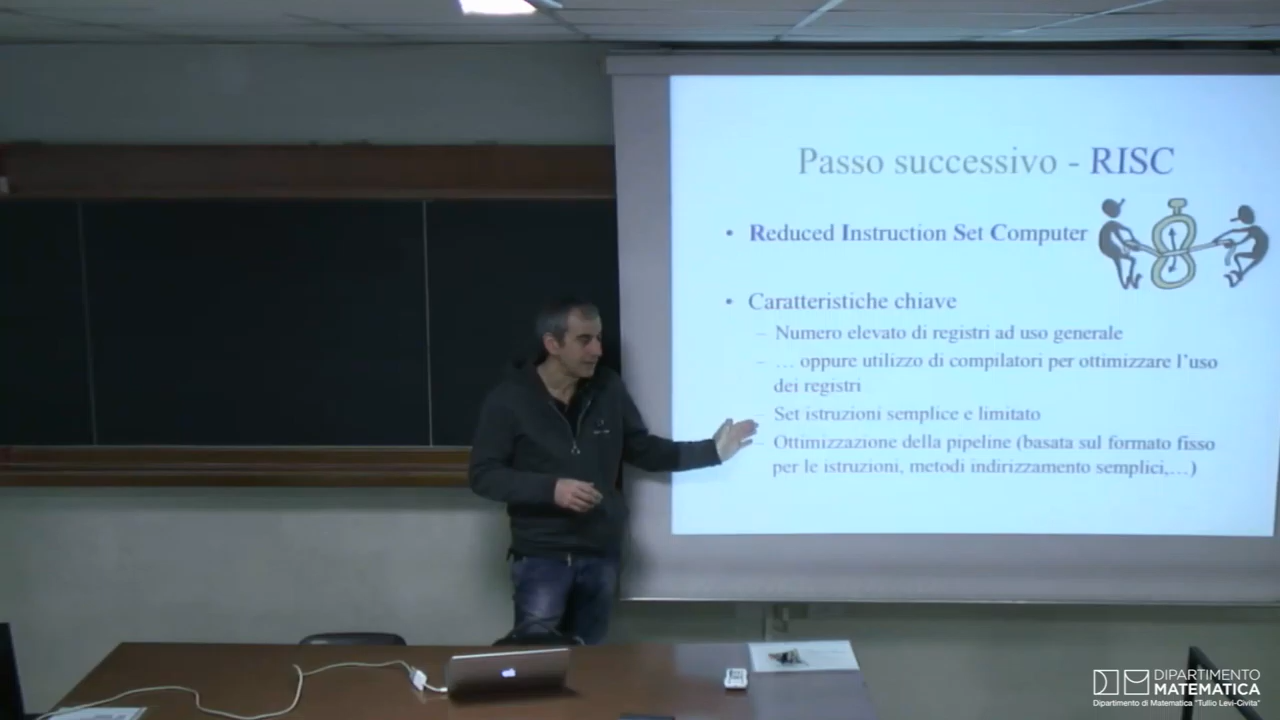 Passo successivo - RISC
• Reduced Instruction Set Computer
• Caratteristiche chiave
– Numero elevato di registri ad uso generale
– … oppure utilizzo di compilatori per ottimizzare l'uso
dei registri
– Set istruzioni semplice e limitato
– Ottimizzazione della pipeline (basata sul formato fisso
per le istruzioni, metodi indirizzamento semplici,…)
DIPARTIMENTO
MATEMATICA
Dipartimento di Matematica "Tullio Levi-Civita"